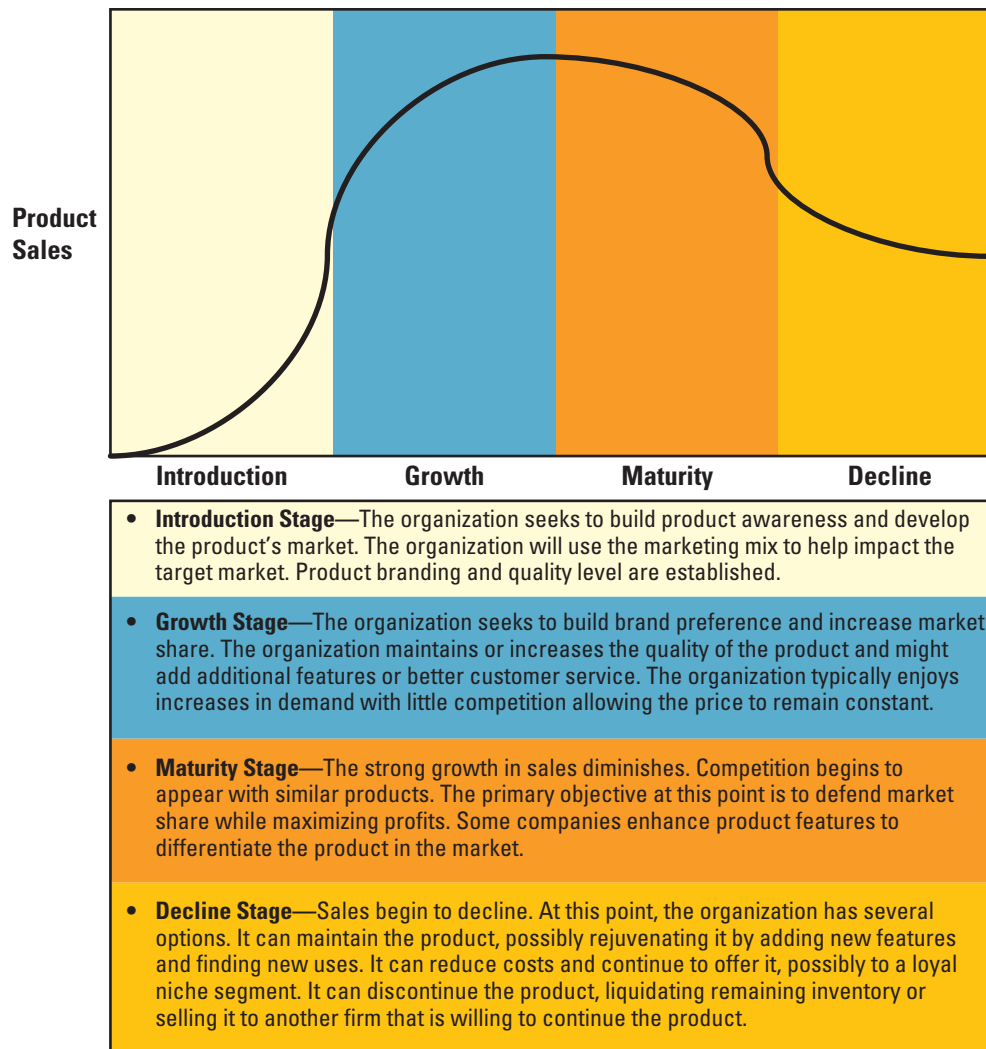 Product
Sales
Introduction Growth Maturity Decline
• Introduction Stage—The organization seeks to build product awareness and develop
the product’s market. The organization will use the marketing mix to help impact the
target market. Product branding and quality level are established.
• Growth Stage—The organization seeks to build brand preference and increase market
share. The organization maintains or increases the quality of the product and might
add additional features or better customer service. The organization typically enjoys
increases in demand with little competition allowing the price to remain constant.
• Maturity Stage—The strong growth in sales diminishes. Competition begins to
appear with similar products. The primary objective at this point is to defend market
share while maximizing profits. Some companies enhance product features to
differentiate the product in the market.
• Decline Stage—Sales begin to decline. At this point, the organization has several
options. It can maintain the product, possibly rejuvenating it by adding new features
and finding new uses. It can reduce costs and continue to offer it, possibly to a loyal
niche segment. It can discontinue the product, liquidating remaining inventory or
selling it to another firm that is willing to continue the product.